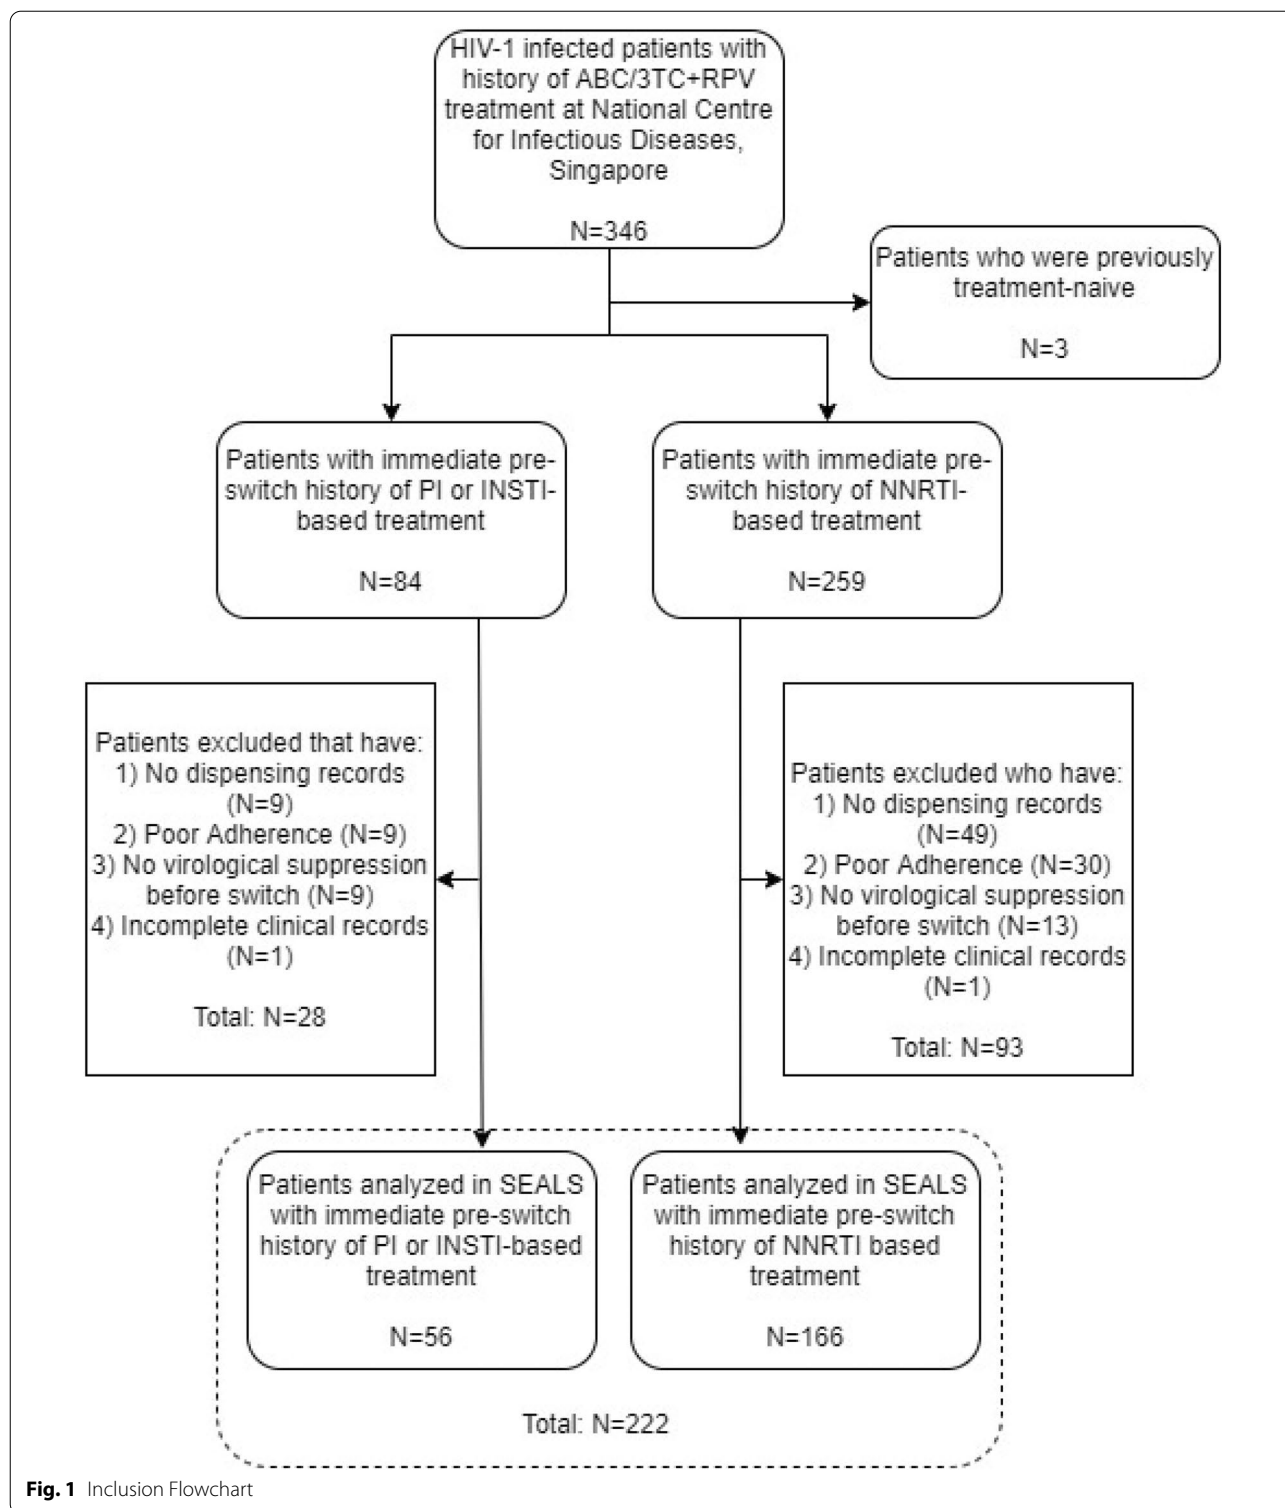 HIV-1 infected patients with
history of ABC/3TC+RPV
treatment at National Centre
for Infectious Diseases,
Singapore
N=346
Patients who were previously
treatment-naive
N=3
Patients with immediate pre-
switch history of PI or INSTI-
based treatment
N=84
Patients with immediate pre-
switch history of NNRTI-
based treatment
N=259
Patients excluded that have:
1) No dispensing records
(N=9)
2) Poor Adherence (N=9)
3) No virological suppression
before switch (N=9)
4) Incomplete clinical records
(N=1)
Total: N=28
Patients excluded who have:
1) No dispensing records
(N=49)
2) Poor Adherence (N=30)
3) No virological suppression
before switch (N=13)
4) Incomplete clinical records
(N=1)
Total: N=93
Patients analyzed in SEALS
with immediate pre-switch
history of PI or INSTI-based
treatment
N=56
Patients analyzed in SEALS
with immediate pre-switch
history of NNRTI based
treatment
N=166
Total: N=222
Fig. 1 Inclusion Flowchart